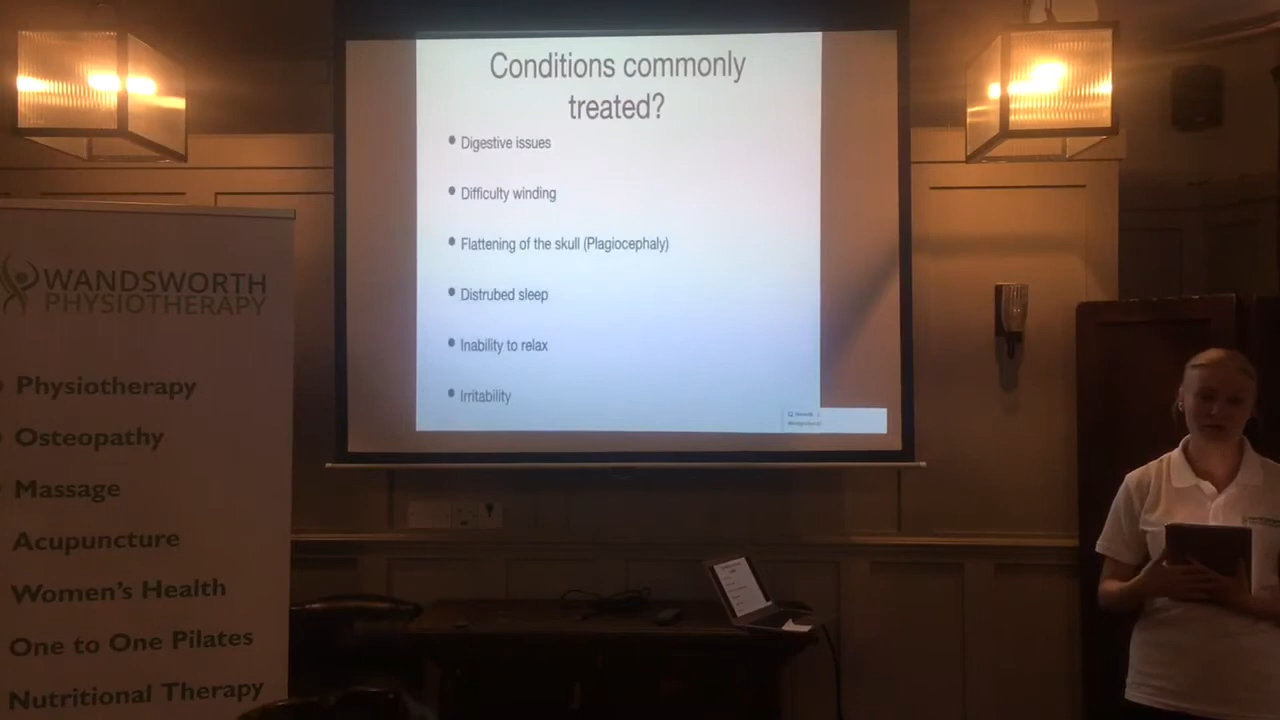 Conditions commonly
treated?
• Digestive issues
• Difficulty winding
• Flattening of the skull (Plagiocephaly)
• Distrubed sleep
• Inability to relax
• Irritability
WANDSWORTH
PHYSIOTHERAPY
Physiotherapy
Osteopathy
Massage
Acupuncture
Women's Health
One to One Pilates
Nutritional Therapy